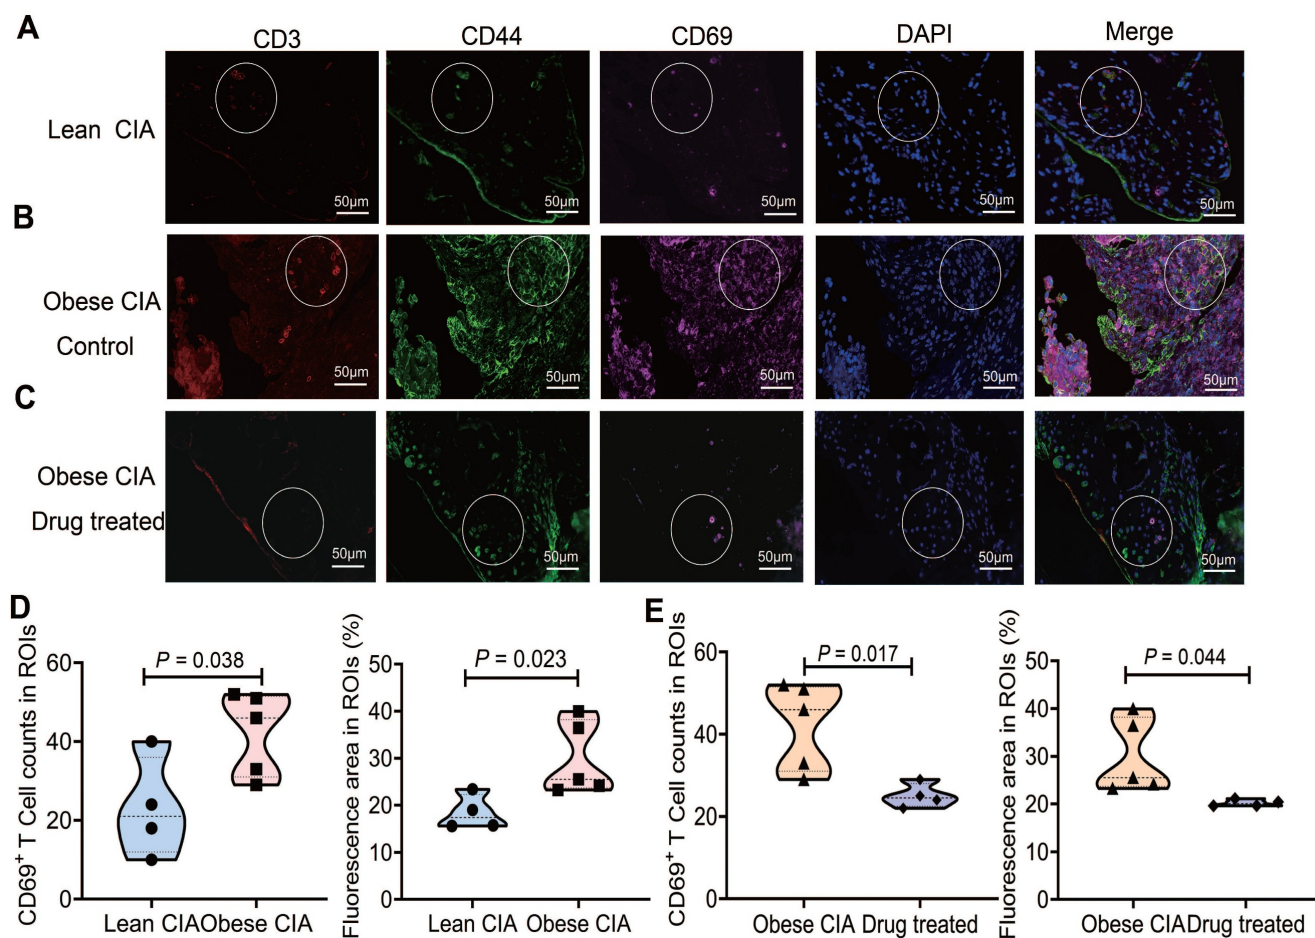 A
CD3 CD44 CD69 DAPI Merge
Lean CIA
50μm 50μm 50μm 50μm 50μm
B
Obese CIA
Control
50μm 50μm 50μm 50μm 50μm
C
Obese CIA
Drug treated
50μm 50μm 50μm 50μm 50μm
D
CD69+ T Cell counts in ROIs
60
40
20
0
P = 0.038
Lean CIA Obese CIA
Fluorescence area in ROIs (%)
50
40
30
20
10
0
P = 0.023
Lean CIA Obese CIA
E
CD69+ T Cell counts in ROIs
60
40
20
0
P = 0.017
Obese CIA Drug treated
Fluorescence area in ROIs (%)
50
40
30
20
10
0
P = 0.044
Obese CIA Drug treated